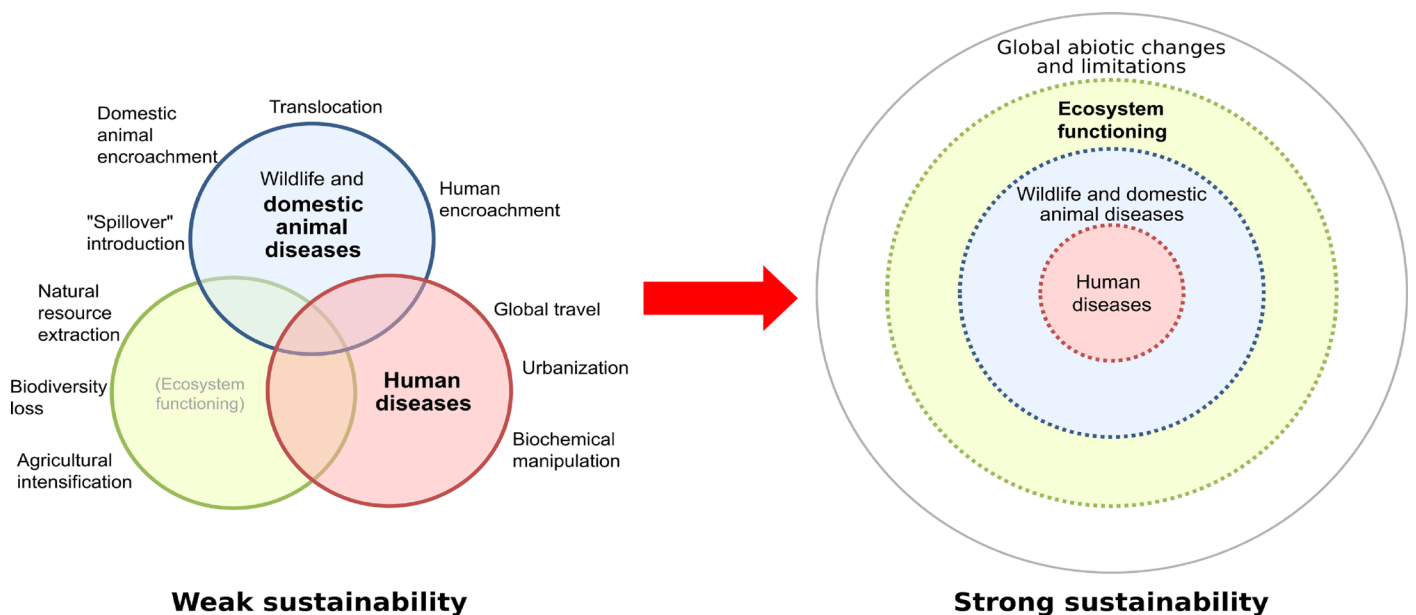 Translocation
Domestic
animal
encroachment
Wildlife and
domestic
animal
diseases
Human
encroachment
"Spillover"
introduction
Natural
resource
extraction
Global travel
Biodiversity
loss
(Ecosystem
functioning)
Human
diseases
Urbanization
Agricultural
intensification
Biochemical
manipulation
Weak sustainability
Global abiotic changes
and limitations
Ecosystem
functioning
Wildlife and domestic
animal diseases
Human
diseases
Strong sustainability